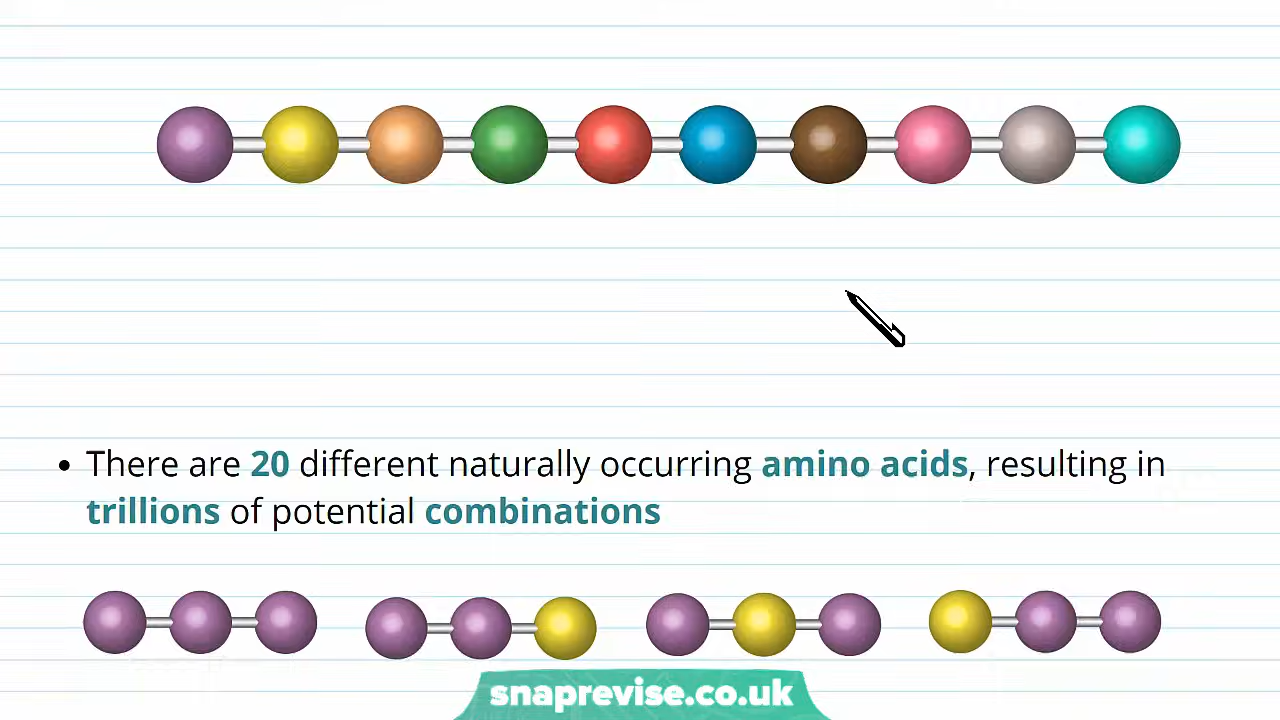 There are 20 different naturally occurring amino acids, resulting in
trillions of potential combinations
snaprevise.co.uk